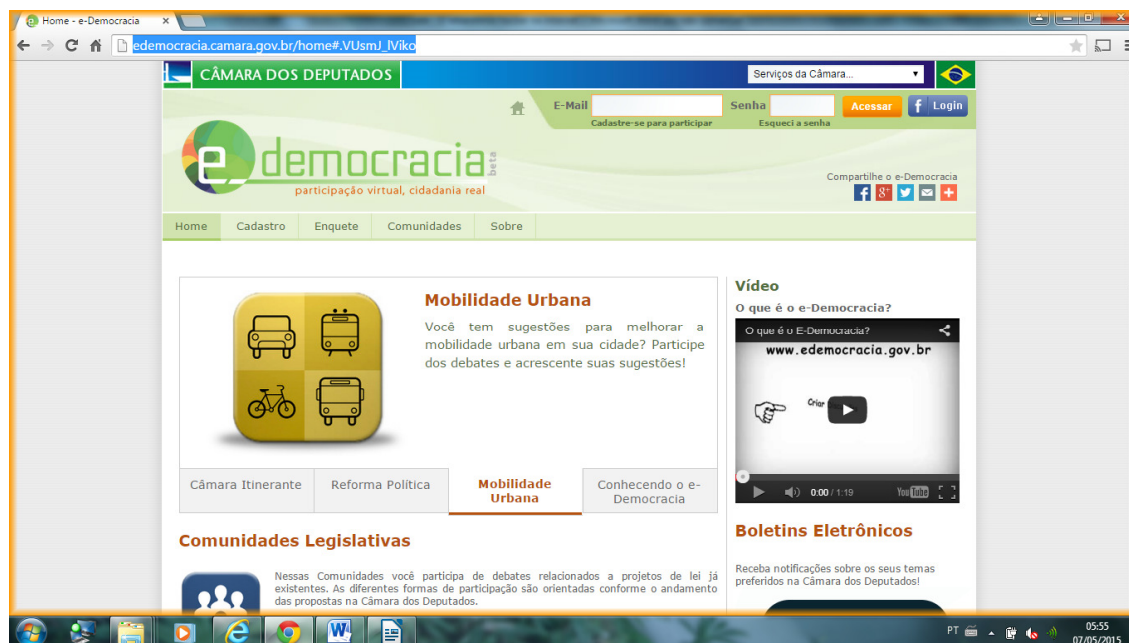 Home - e-Democracia
edemocracia.camara.gov.br/home#.VUsmJ_lViko
CÂMARA DOS DEPUTADOS
Serviços da Câmara...
E-Mail
Senha
Acessar
f Login
Cadastre-se para participar
Esqueci a senha
e democracia beta
participação virtual, cidadania real
Compartilhe o e-Democracia
Home Cadastro Enquete Comunidades Sobre
Mobilidade Urbana
Você tem sugestões para melhorar a
mobilidade urbana em sua cidade? Participe
dos debates e acrescente suas sugestões!
Câmara Itinerante
Reforma Política
Mobilidade
Urbana
Conhecendo o e-
Democracia
Vídeo
O que é o e-Democracia?
O que é o E-Democracia?
www.edemocracia.gov.br
Criar
0:00 / 1:19
YouTube
Comunidades Legislativas
Nessas Comunidades você participa de debates relacionados a projetos de lei já
existentes. As diferentes formas de participação são orientadas conforme o andamento
das propostas na Câmara dos Deputados.
Boletins Eletrônicos
Receba notificações sobre os seus temas
preferidos na Câmara dos Deputados!
PT
05:55
07/05/2015